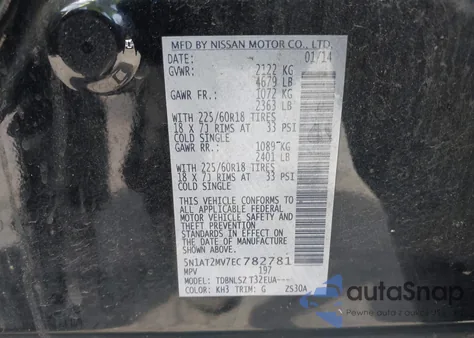 MFD BY NISSAN MOTOR CO., LTD.
DATE: 01/14
GVWR: 2122 KG
4679 LB
GAWR FR.: 1072 KG
2363 LB
WITH 225/60R18 TIRES
18 X 7J RIMS AT 33 PSI
COLD SINGLE
GAWR RR.: 1089 KG
2401 LB
WITH 225/60R18 TIRES
18 X 7J RIMS AT 33 PSI
COLD SINGLE
THIS VEHICLE CONFORMS TO
ALL APPLICABLE FEDERAL
MOTOR VEHICLE SAFETY AND
THEFT PREVENTION
STANDARDS IN EFFECT ON
THE DATE OF MANUFACTURE
SHOWN ABOVE.
5N1AT2MV7EC782781
MPV 197
MODEL: TDBNLSZ T32EUA---
COLOR: KH3 TRIM: G ZS30A
autoSnap